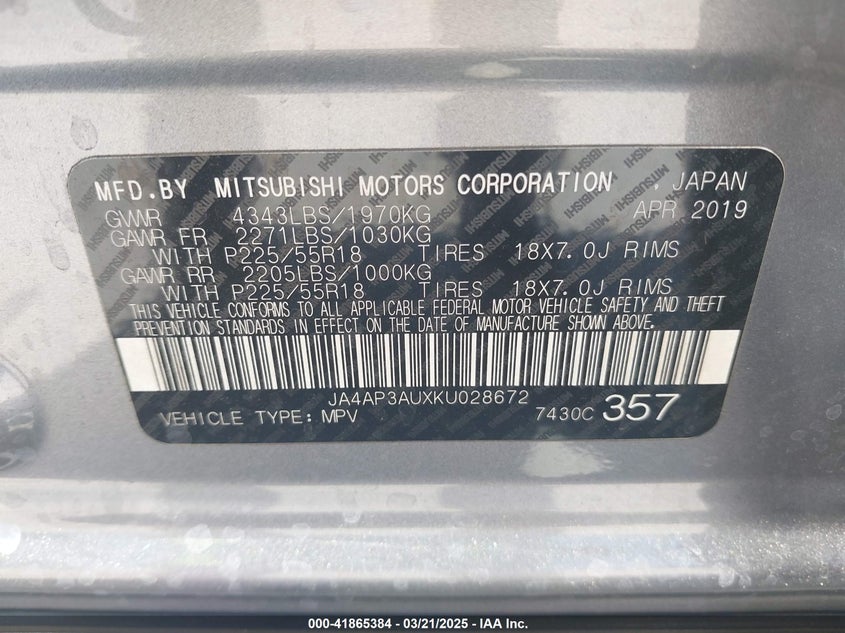 MFD.BY MITSUBISHI MOTORS CORPORATION . JAPAN
GVWR 4343LBS/1970KG APR 2019
GAWR FR 2271LBS/1030KG
WITH P225/55R18 TIRES 18X7.0J RIMS
GAWR RR 2205LBS/1000KG
WITH P225/55R18 TIRES 18X7.0J RIMS
THIS VEHICLE CONFORMS TO ALL APPLICABLE FEDERAL MOTOR VEHICLE SAFETY AND THEFT
PREVENTION STANDARDS IN EFFECT ON THE DATE OF MANUFACTURE SHOWN ABOVE.
JA4AP3AUXKU028672
VEHICLE TYPE: MPV 7430C 357
000-41865384 - 03/21/2025 - © IAA Inc.